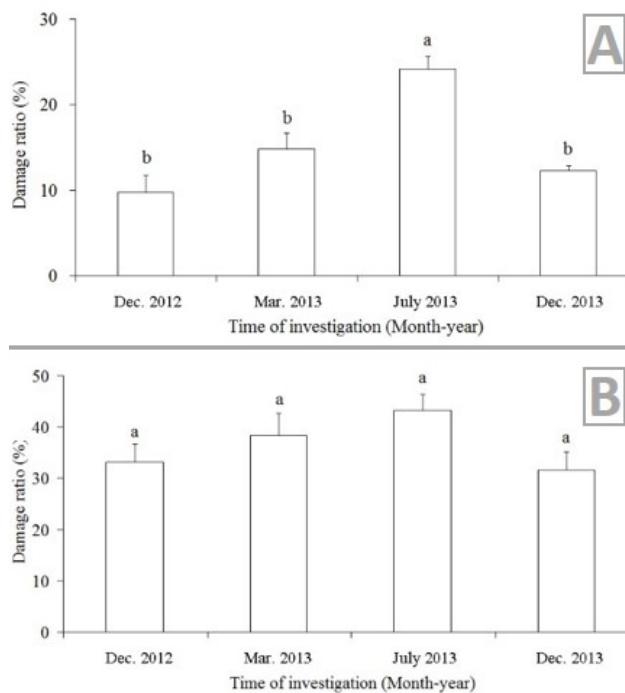 A
30
20
10
0
Damage ratio (%)
b
b
a
b
Dec. 2012 Mar. 2013 July 2013 Dec. 2013
Time of investigation (Month-year)
B
50
40
30
20
10
0
Damage ratio (%)
a
a
a
a
Dec. 2012 Mar. 2013 July 2013 Dec. 2013
Time of investigation (Month-year)